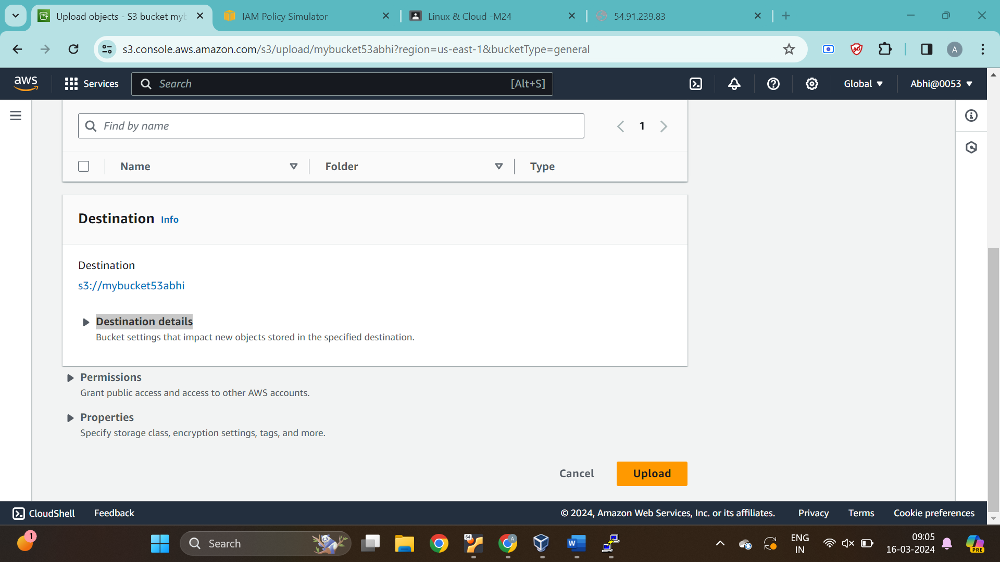 Upload objects - S3 bucket myb
IAM Policy Simulator
Linux & Cloud -M24
54.91.239.83
s3.console.aws.amazon.com/s3/upload/mybucket53abhi?region=us-east-1&bucketType=general
A
aws
Services
Search
[Alt+S]
Global
Abhi@0053
Find by name
1
Name
Folder
Type
Destination Info
Destination
s3://mybucket53abhi
Destination details
Bucket settings that impact new objects stored in the specified destination.
Permissions
Grant public access and access to other AWS accounts.
Properties
Specify storage class, encryption settings, tags, and more.
Cancel
Upload
CloudShell
Feedback
© 2024, Amazon Web Services, Inc. or its affiliates.
Privacy
Terms
Cookie preferences
1
Search
64
A
W
ENG
IN
09:05
16-03-2024
PRE